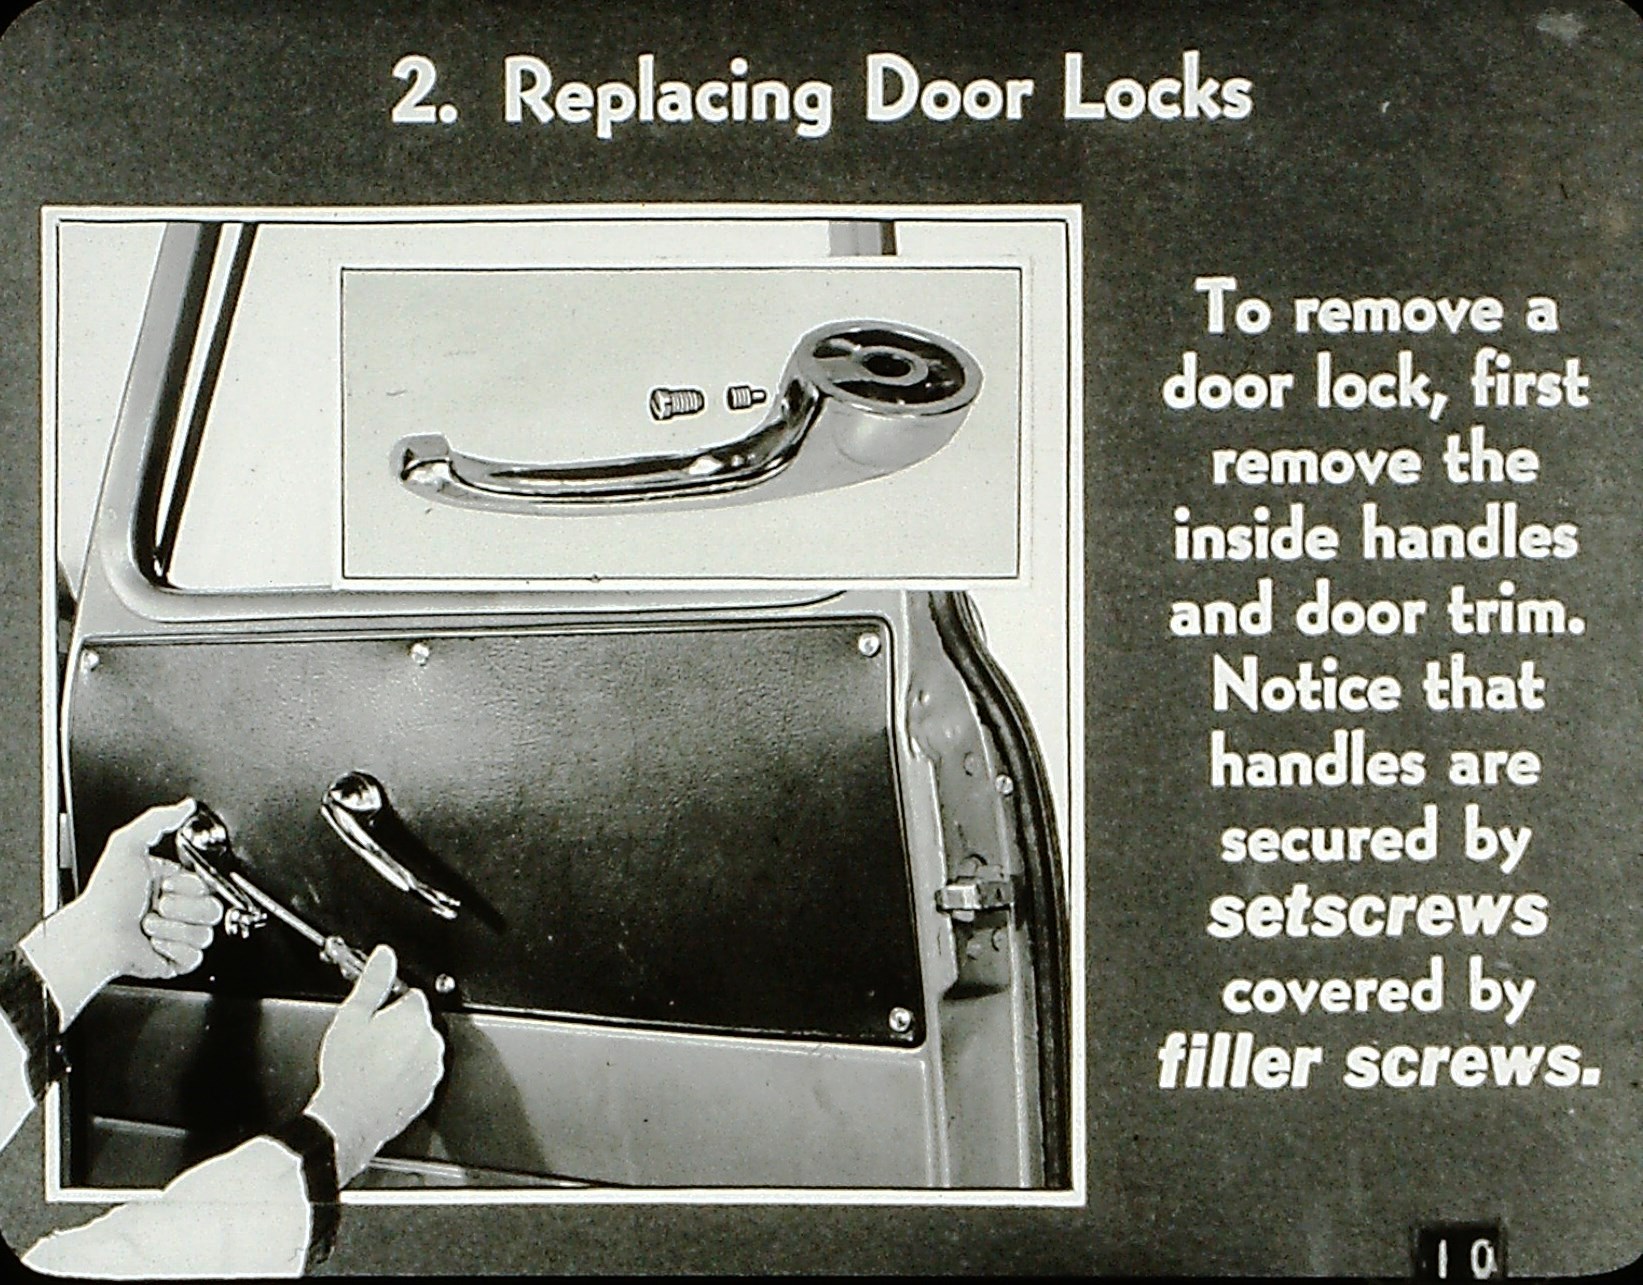 2. Replacing Door Locks
To remove a
door lock, first
remove the
inside handles
and door trim.
Notice that
handles are
secured by
setscrews
covered by
filler screws.
10